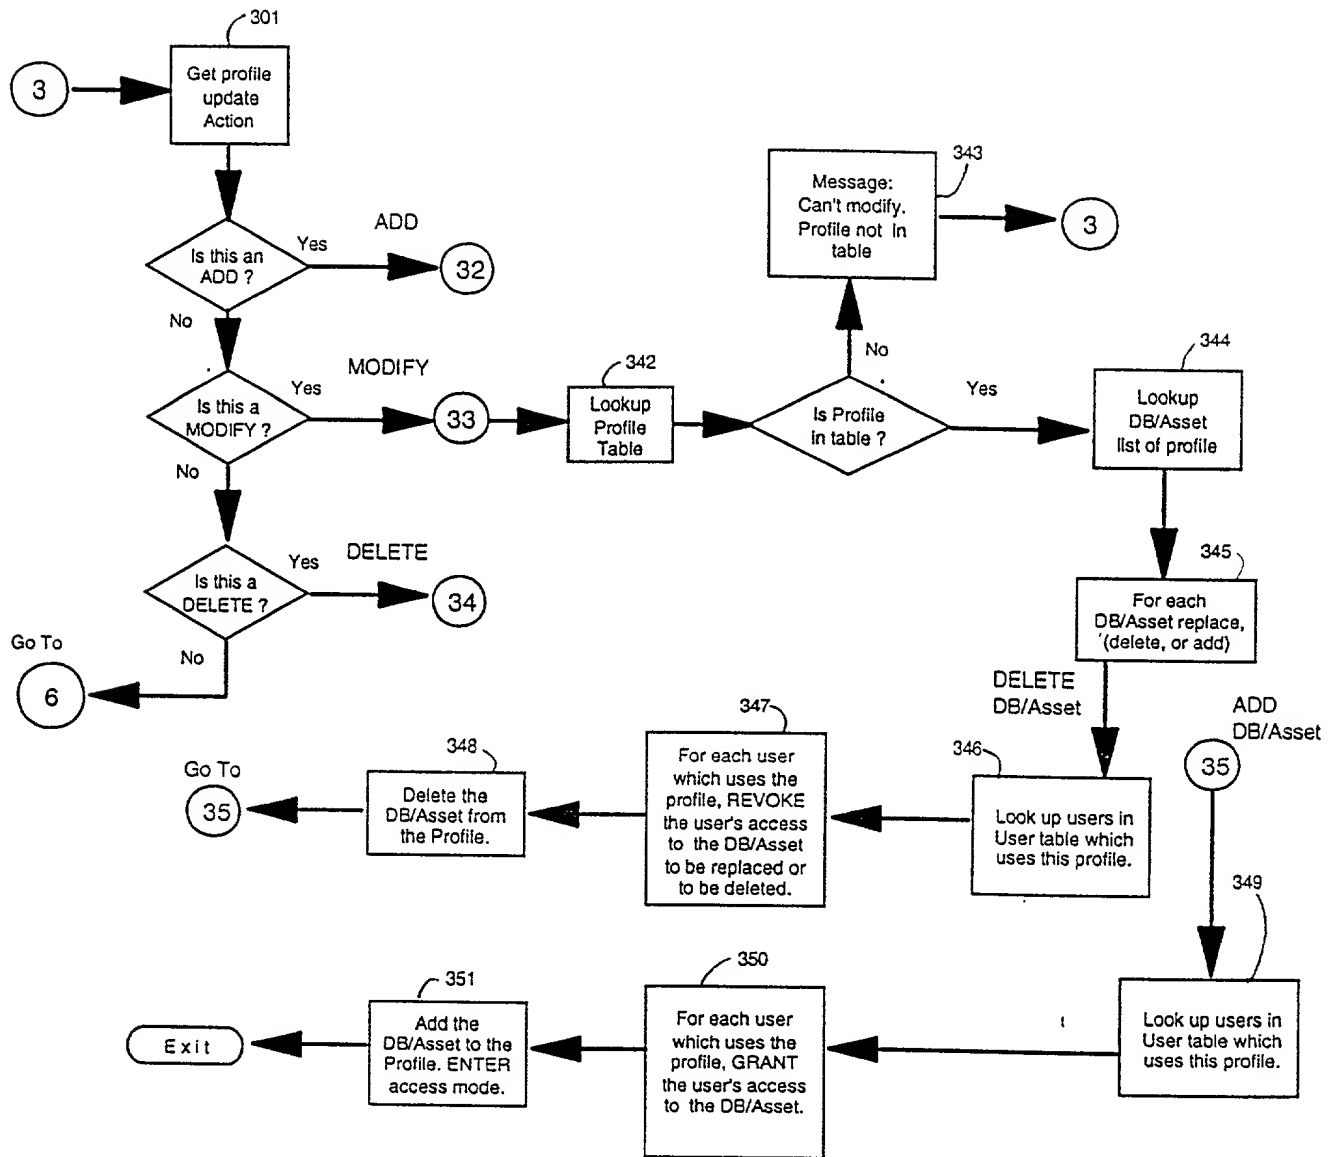 301
Get profile
update
Action
3
Is this an
ADD ?
Yes
ADD
32
No
Is this a
MODIFY ?
Yes
MODIFY
33
No
342
Lookup
Profile
Table
Is Profile
in table ?
No
343
Message:
Can't modify.
Profile not in
table
3
Yes
344
Lookup
DB/Asset
list of profile
Is this a
DELETE ?
Yes
DELETE
34
No
Go To
6
345
For each
DB/Asset replace,
(delete, or add)
DELETE
DB/Asset
346
Look up users in
User table which
uses this profile.
347
For each user
which uses the
profile, REVOKE
the user's access
to the DB/Asset
to be replaced or
to be deleted.
348
Delete the
DB/Asset from
the Profile.
Go To
35
ADD
DB/Asset
35
349
Look up users in
User table which
uses this profile.
350
For each user
which uses the
profile, GRANT
the user's access
to the DB/Asset.
351
Add the
DB/Asset to the
Profile. ENTER
access mode.
Exit